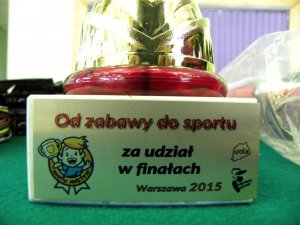 Od zabawy do sportu
za udział
w finałach
Warszawa 2015